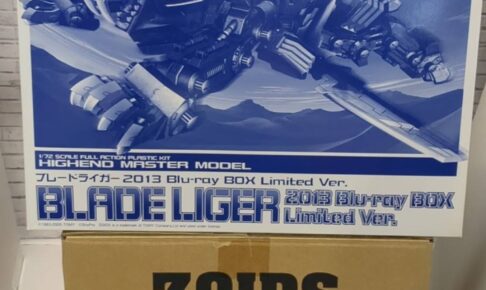 1/72 SCALE FULL ACTION PLASTIC KIT
HIGHEND MASTER MODEL
ブレードライガー 2013 Blu-ray BOX Limited Ver.
BLADE LIGER 2013 Blu-ray BOX Limited Ver.
ZOIDS